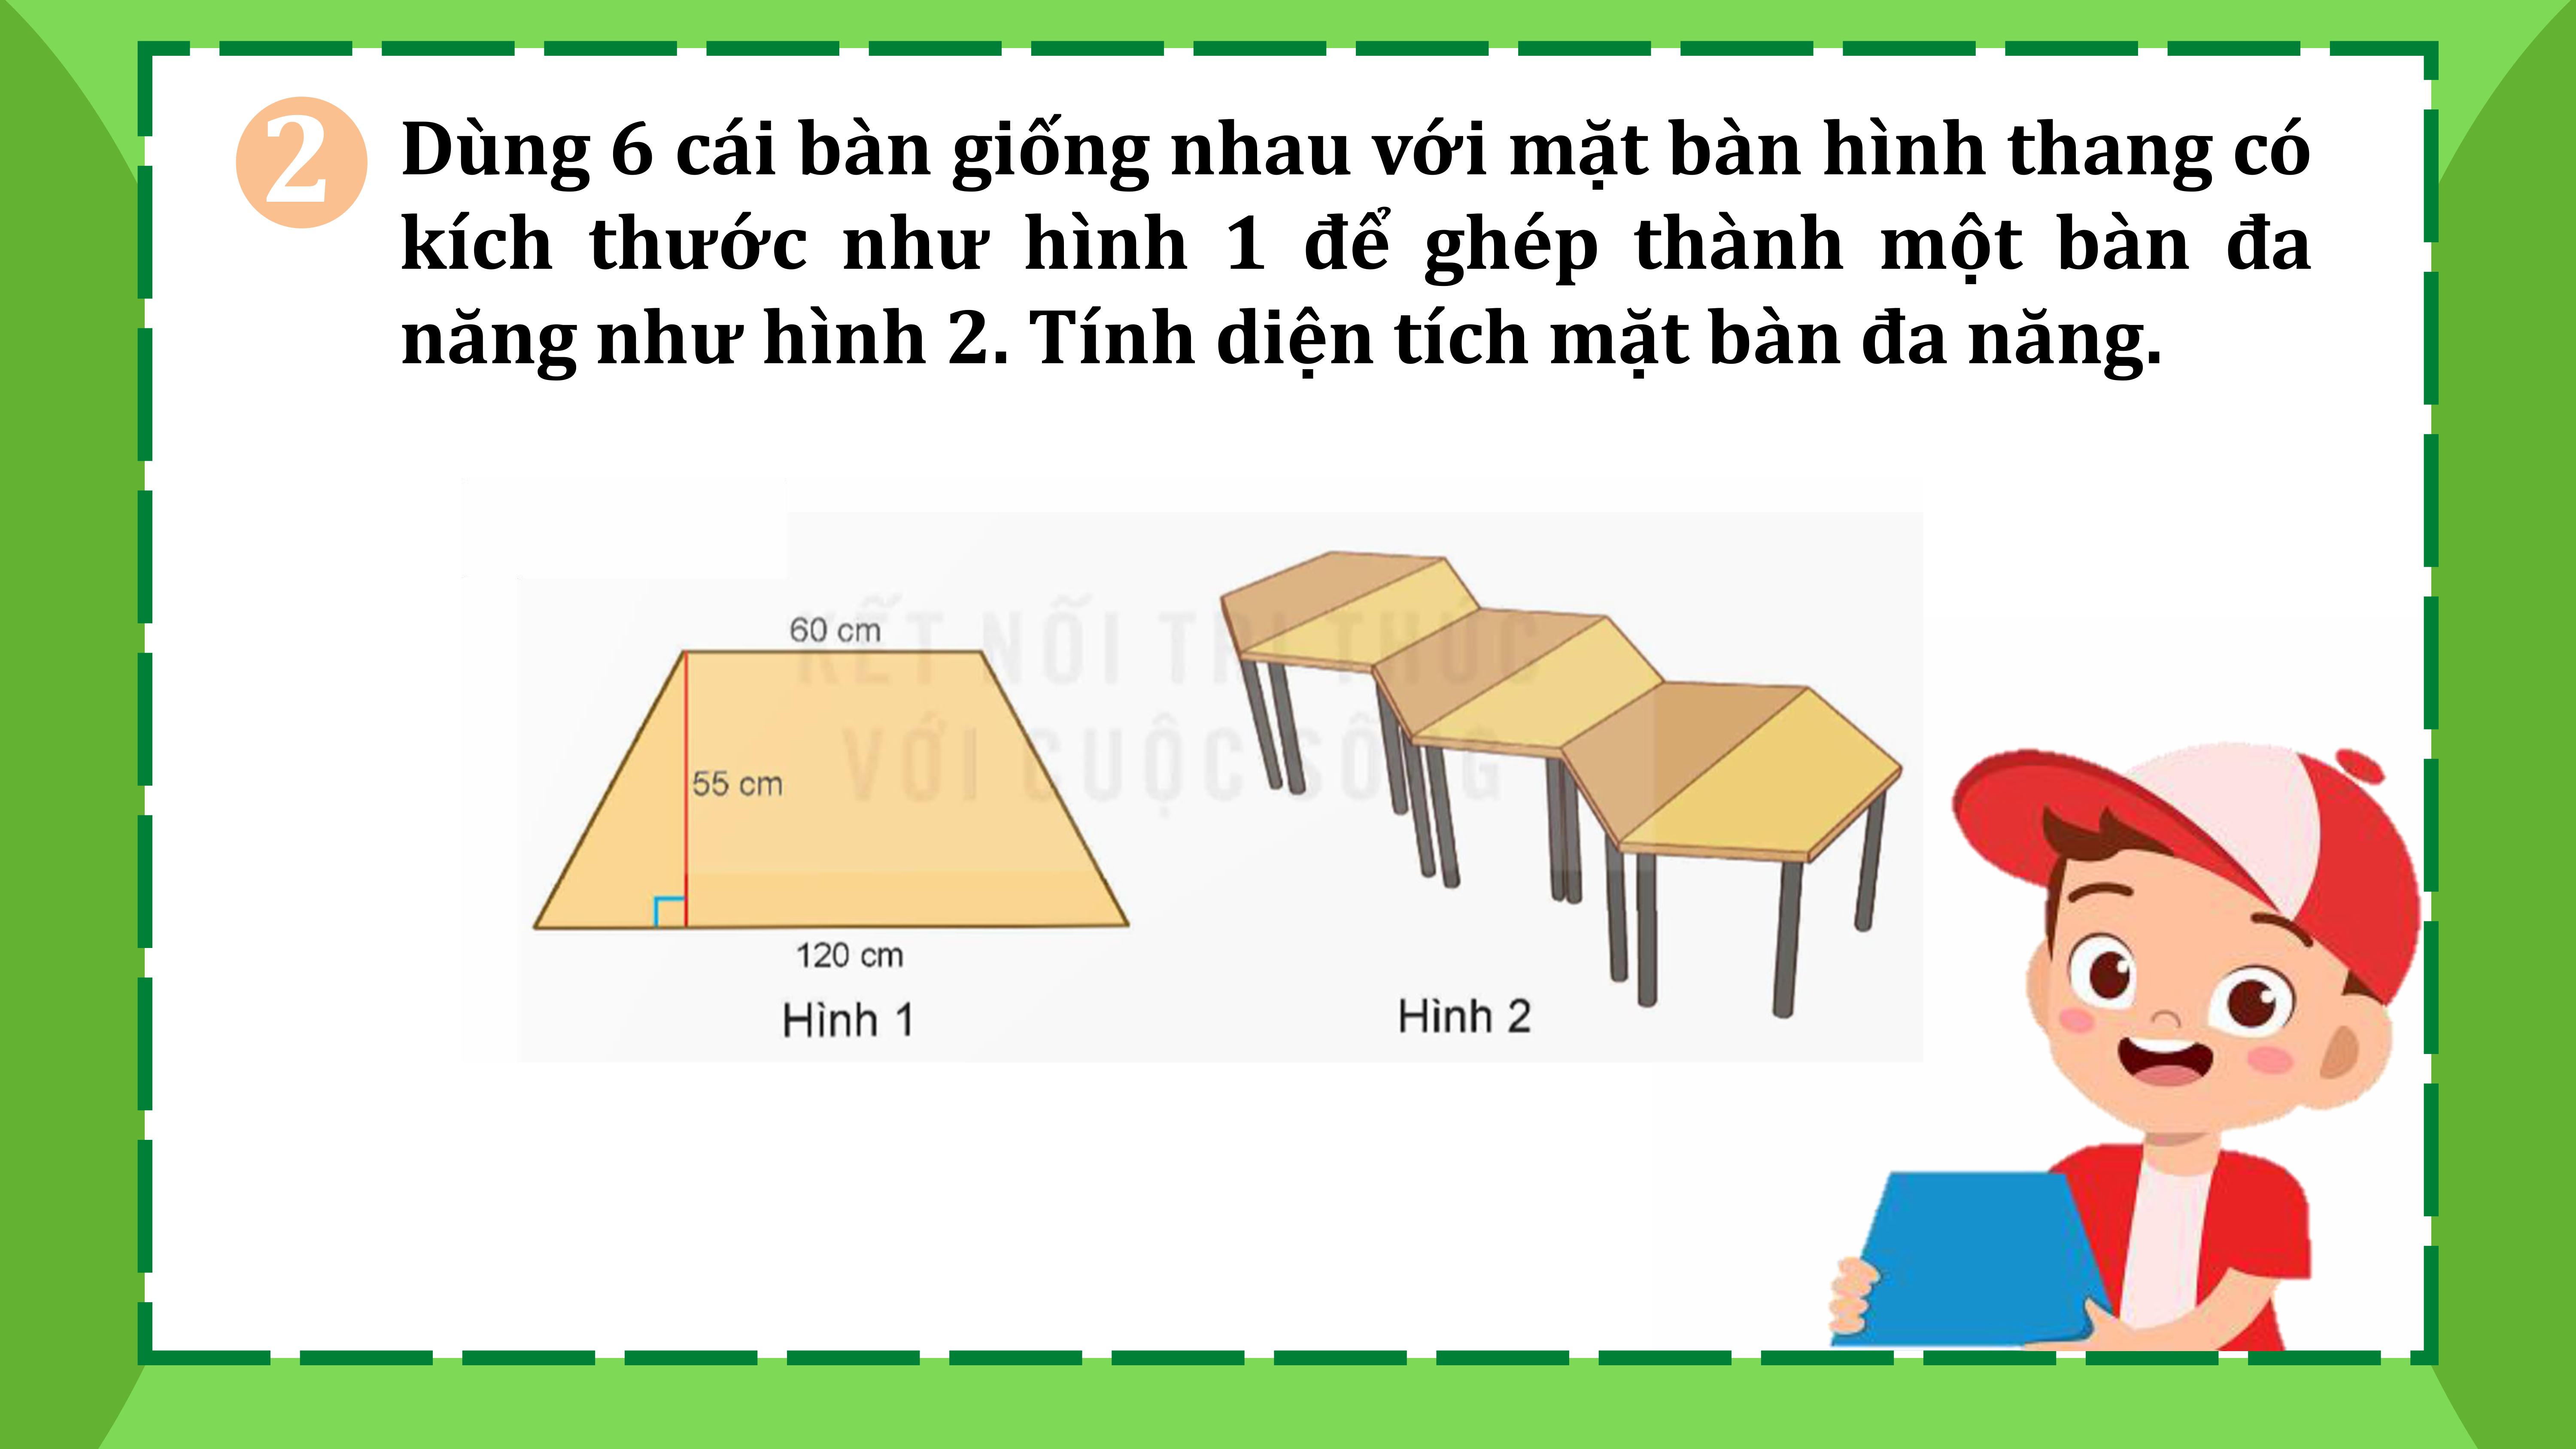 2
Dùng 6 cái bàn giống nhau với mặt bàn hình thang có
kích thước như hình 1 để ghép thành một bàn đa
năng như hình 2. Tính diện tích mặt bàn đa năng.
KẾT NỐI TRI THỨC
VỚI CUỘC SỐNG
60 cm
55 cm
120 cm
Hình 1
Hình 2